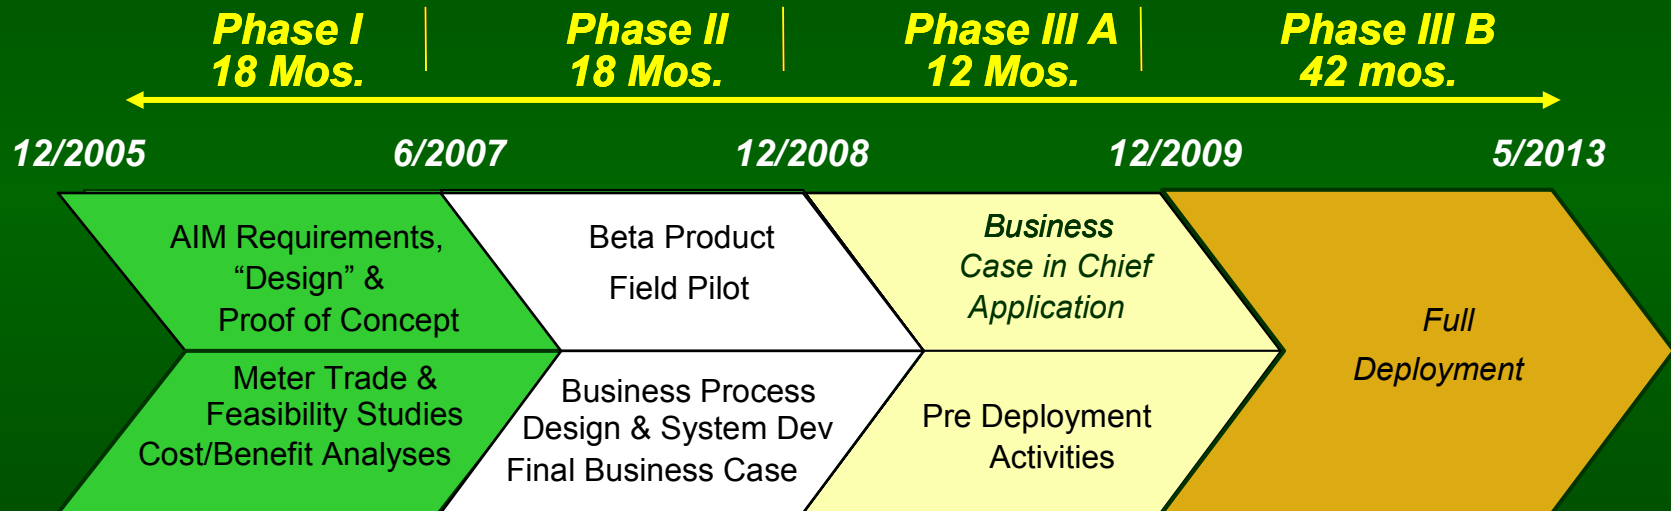 Phase I
18 Mos.
Phase II
18 Mos.
Phase III A
12 Mos.
Phase III B
42 mos.
12/2005
6/2007
12/2008
12/2009
5/2013
AIM Requirements,
“Design” &
Proof of Concept
Meter Trade &
Feasibility Studies
Cost/Benefit Analyses
Beta Product
Field Pilot
Business Process
Design & System Dev
Final Business Case
Business
Case in Chief
Application
Pre Deployment
Activities
Full
Deployment